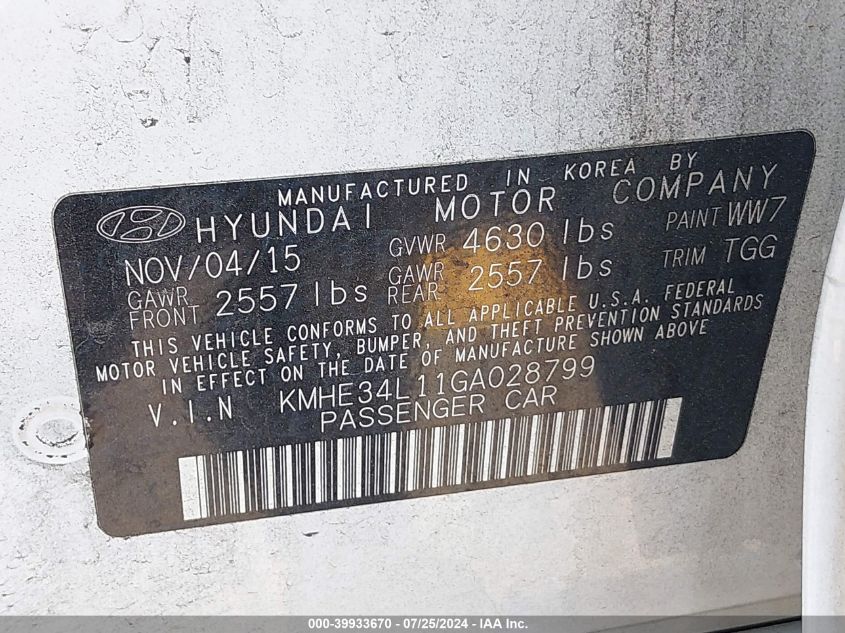 MANUFACTURED IN KOREA BY
HYUNDAI MOTOR COMPANY
NOV/04/15 GVWR 4630 lbs PAINT WW7
GAWR FRONT 2557 lbs GAWR REAR 2557 lbs TRIM TGG
THIS VEHICLE CONFORMS TO ALL APPLICABLE U.S.A. FEDERAL
MOTOR VEHICLE SAFETY, BUMPER, AND THEFT PREVENTION STANDARDS
IN EFFECT ON THE DATE OF MANUFACTURE SHOWN ABOVE
V.I.N KMHE34L11GA028799
PASSENGER CAR
000-39933670 - 07/25/2024 - IAA Inc.